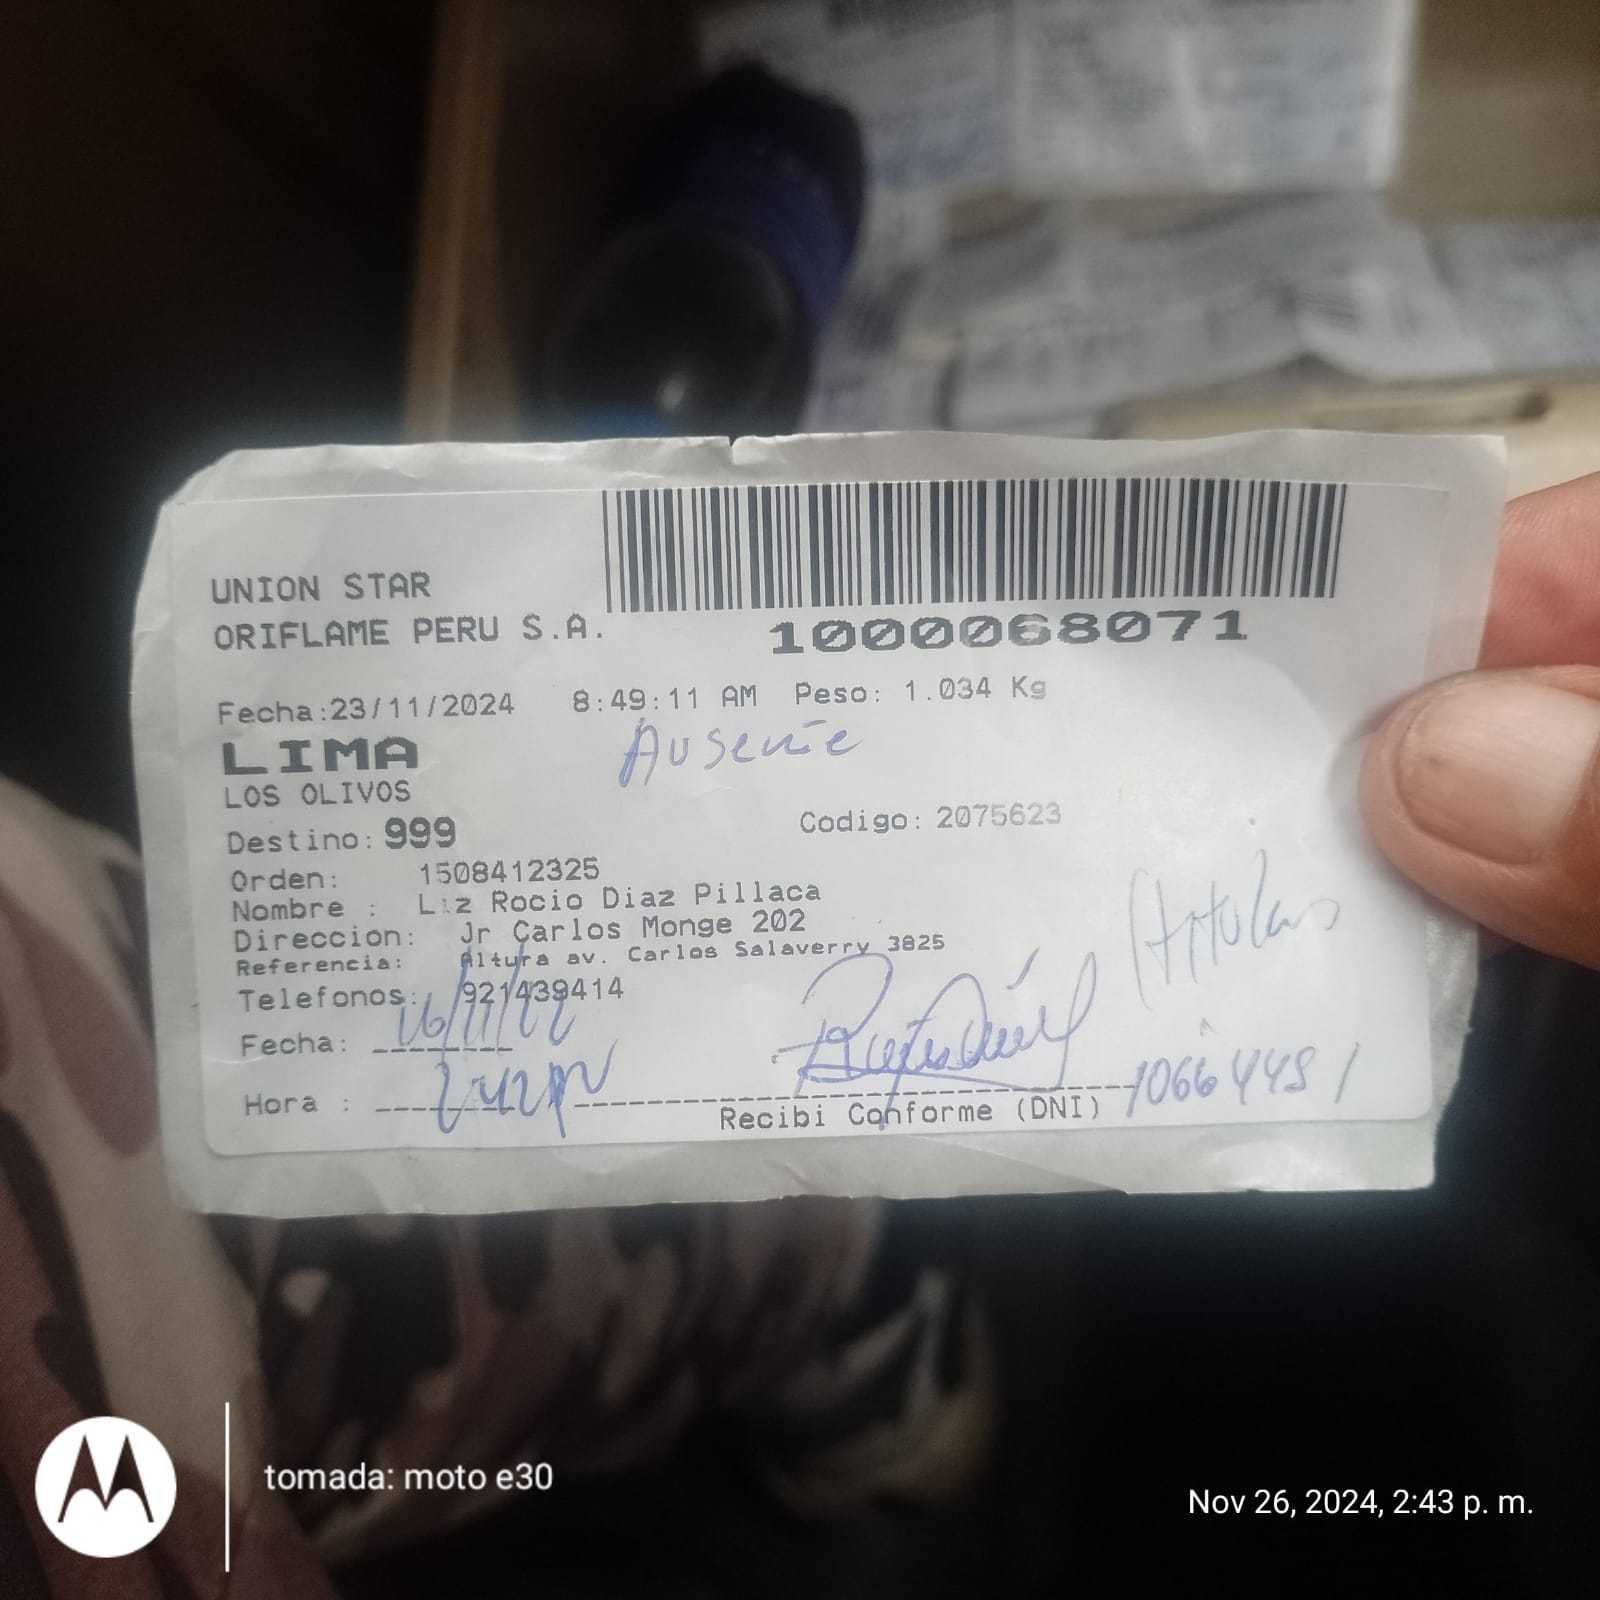 UNION STAR
ORIFLAME PERU S.A.
1000068071
Fecha:23/11/2024 8:49:11 AM Peso: 1.034 Kg
Ausente
LIMA
LOS OLIVOS
Destino: 999 Codigo: 2075623
Orden: 1508412325
Nombre : Liz Rocio Diaz Pillaca
Direccion: Jr Carlos Monge 202
Referencia: Altura av. Carlos Salaverry 3825
Telefonos: 921439414
Fecha:
Hora :
Recibi Conforme (DNI)
tomada: moto e30
Nov 26, 2024, 2:43 p. m.